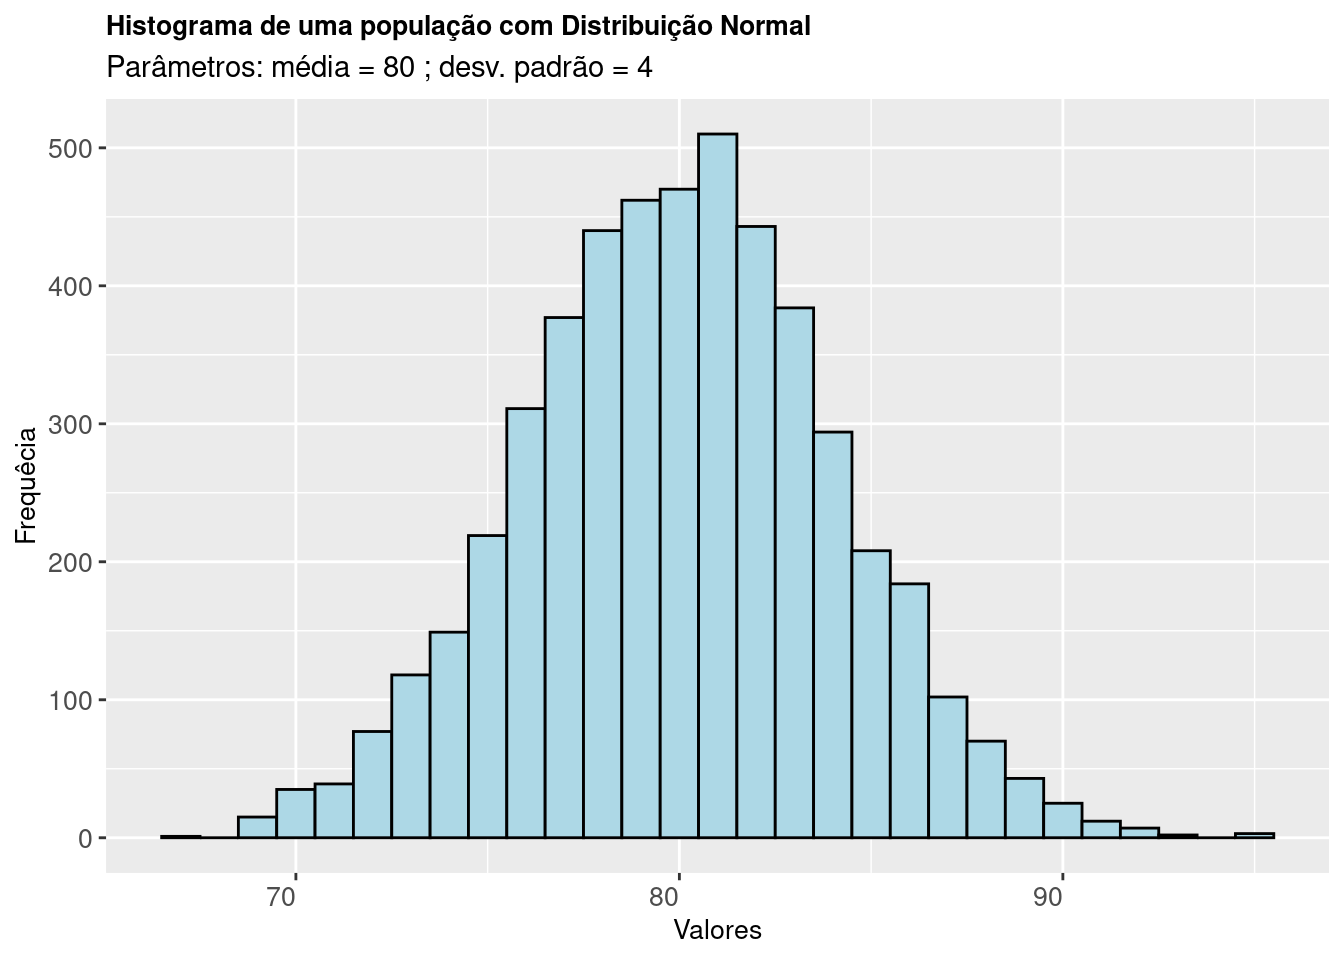 Histograma de uma população com Distribuição Normal
Parâmetros: média = 80 ; desv. padrão = 4
500
400
300
200
100
0
Frequêcia
70 80 90
Valores